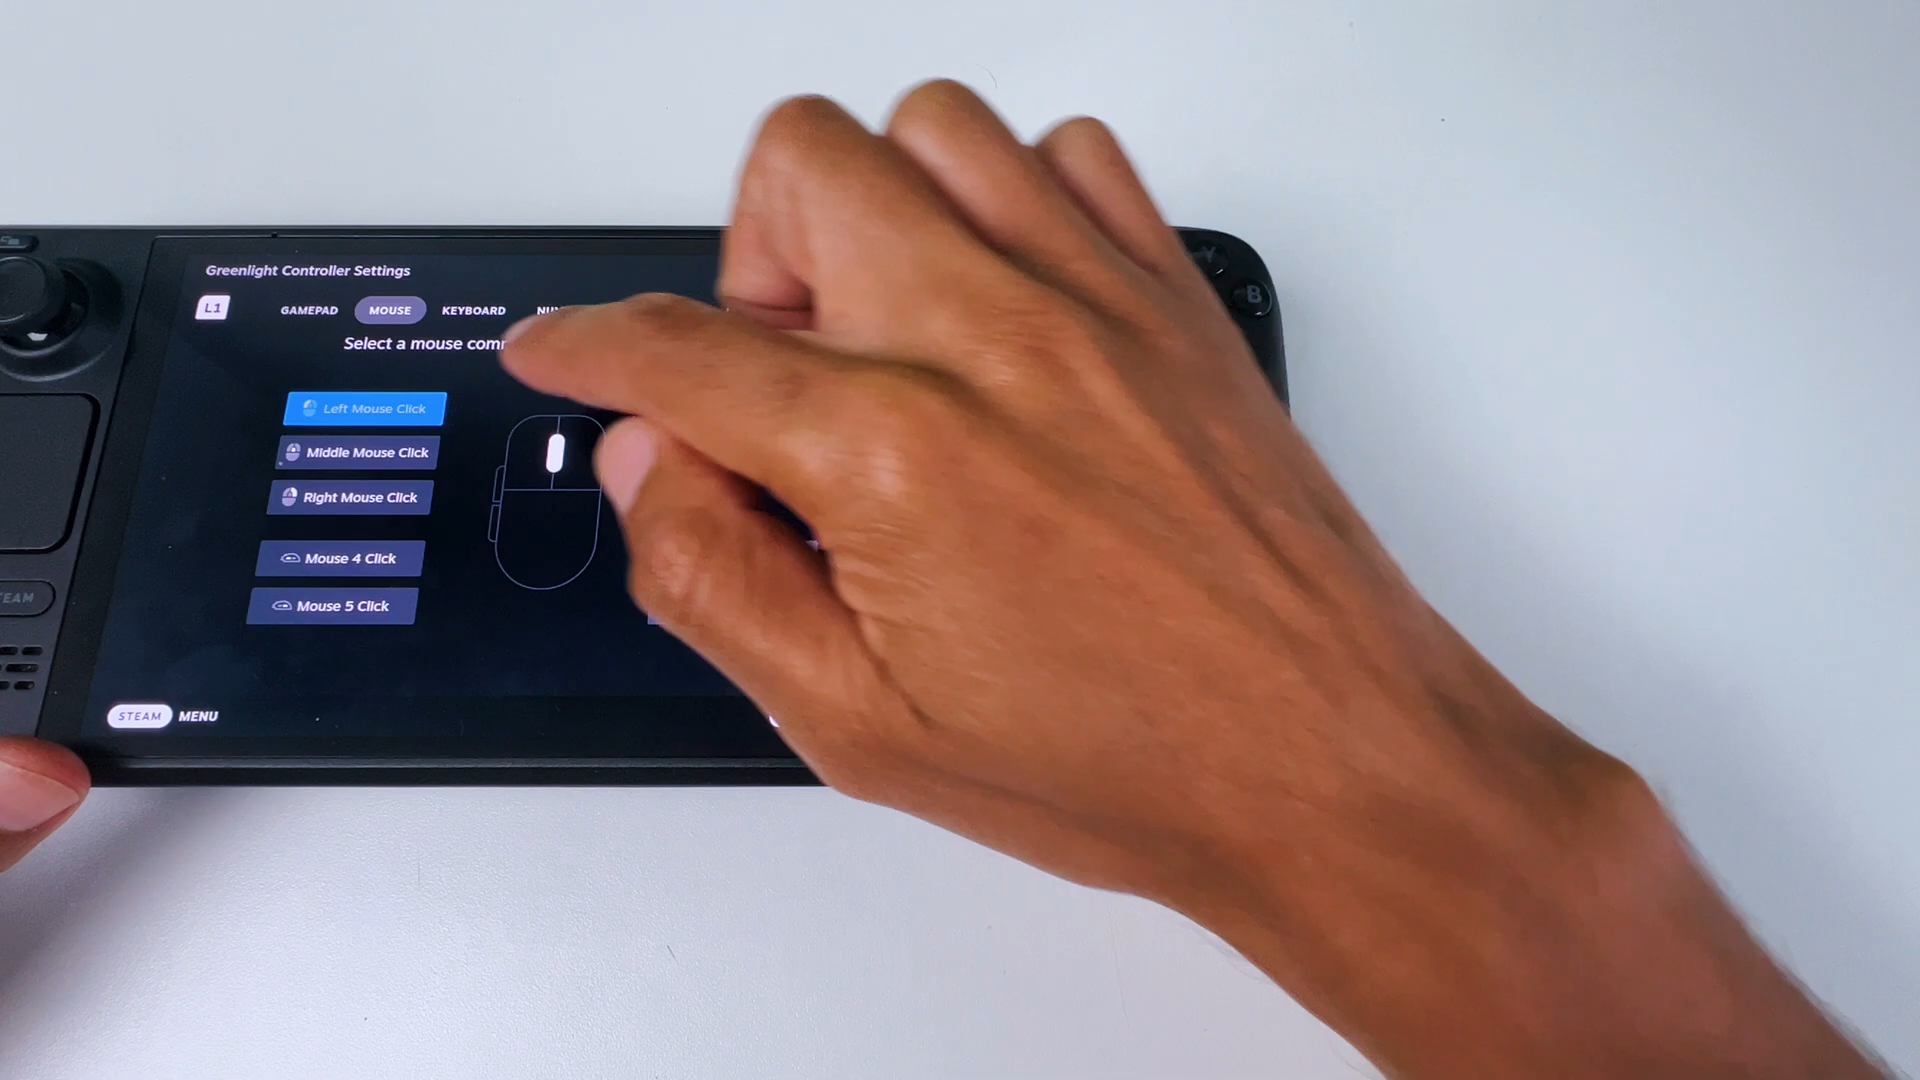 Greenlight Controller Settings
L1 GAMEPAD MOUSE KEYBOARD
Select a mouse
Left Mouse Click
Middle Mouse Click
Right Mouse Click
Mouse 4 Click
Mouse 5 Click
STEAM MENU
Y
B